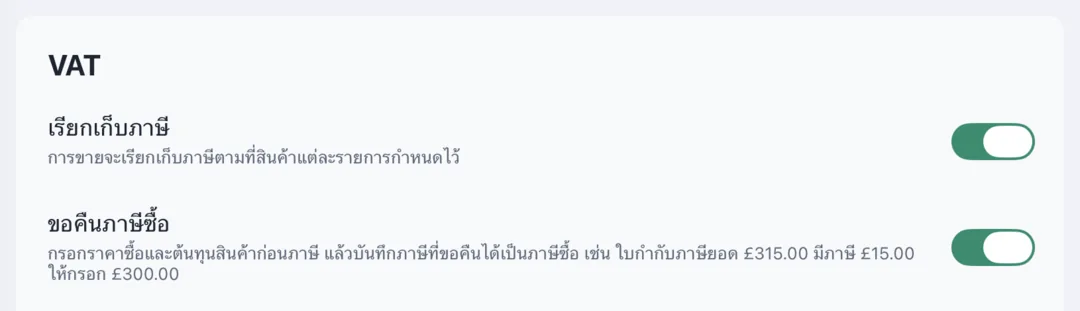 VAT
เรียกเก็บภาษี
การขายจะเรียกเก็บภาษีตามที่สินค้าแต่ละรายการกำหนดไว้
ขอคืนภาษีซื้อ
กรอกราคาซื้อและต้นทุนสินค้าก่อนภาษี แล้วบันทึกภาษีที่ขอคืนได้เป็นภาษีซื้อ เช่น ใบกำกับภาษียอด £315.00 มีภาษี £15.00
ให้กรอก £300.00